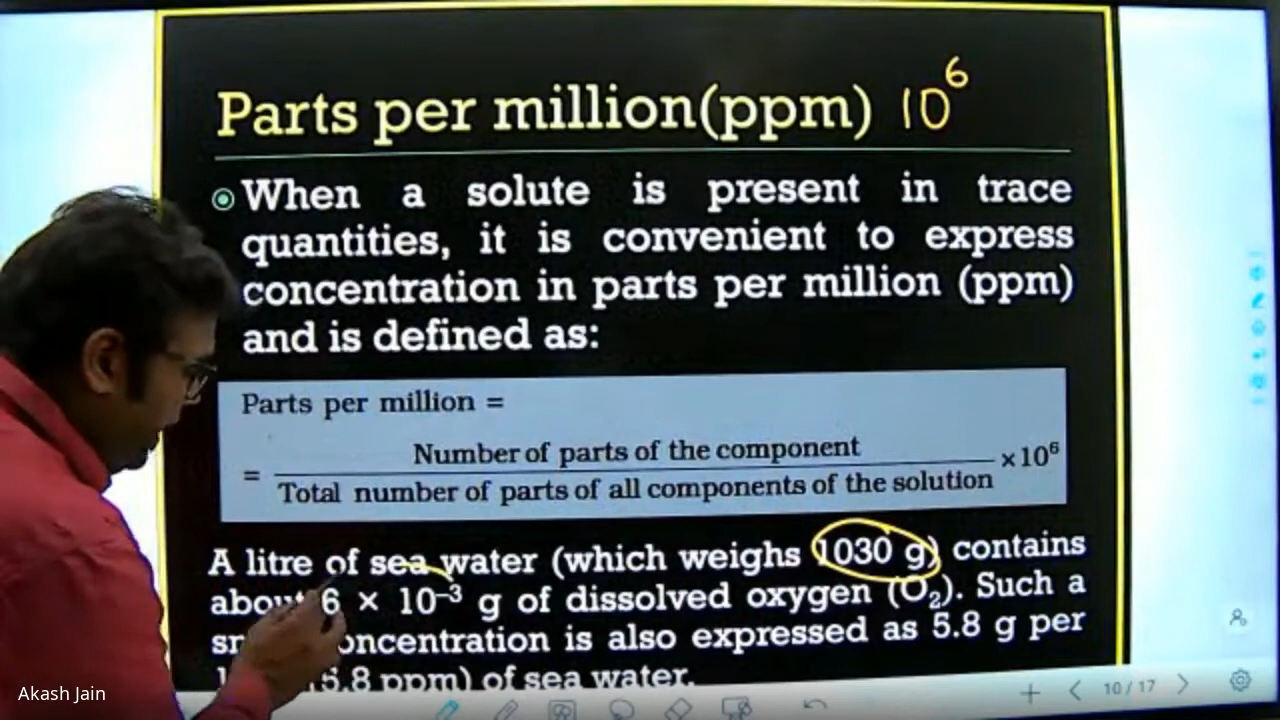 Parts per million(ppm) 10⁶
When a solute is present in trace
quantities, it is convenient to express
concentration in parts per million (ppm)
and is defined as:
Parts per million =
= Number of parts of the component
Total number of parts of all components of the solution ×10⁶
A litre of sea water (which weighs 1030 g) contains
6 × 10⁻³ g of dissolved oxygen (O₂). Such a
concentration is also expressed as 5.8 g per
5.8 ppm) of sea water.
10/17
Akash Jain